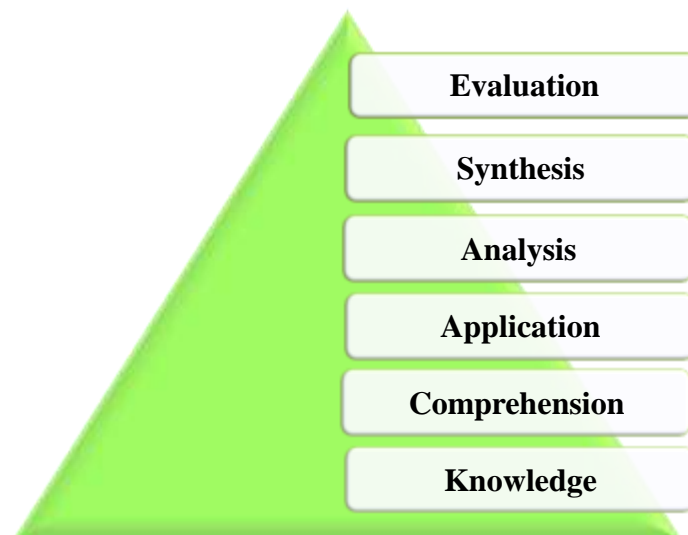 Evaluation
Synthesis
Analysis
Application
Comprehension
Knowledge